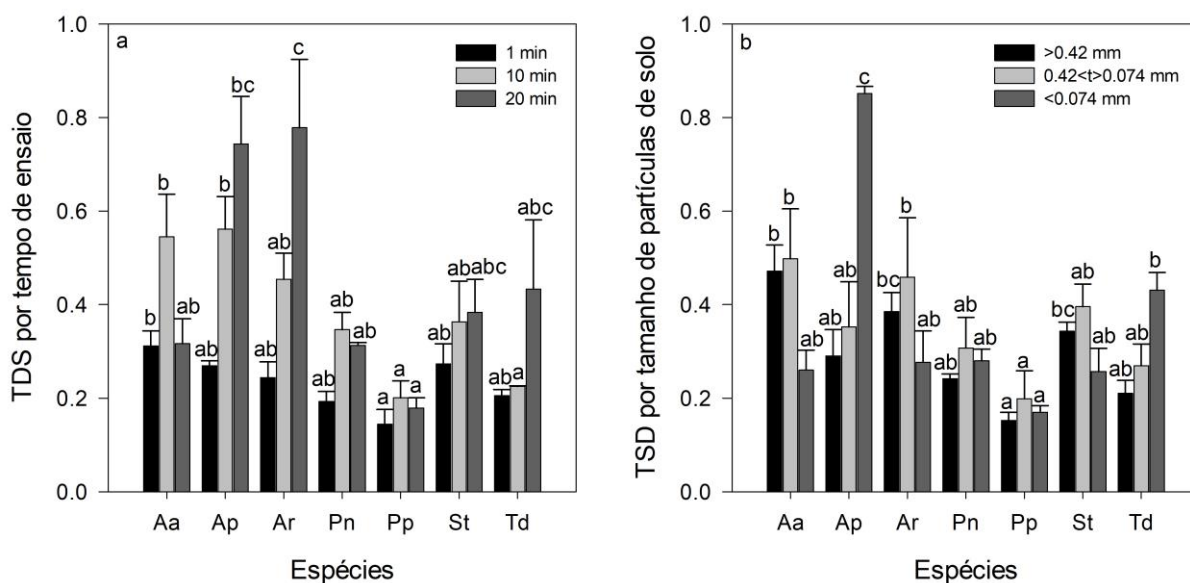 a
1 min
10 min
20 min
TDS por tempo de ensaio
1.0
0.8
0.6
0.4
0.2
0.0
b b ab
ab b bc
ab ab c
ab ab ab
a a a
ab ab abc
ab a abc
Aa Ap Ar Pn Pp St Td
Espécies
b
>0.42 mm
0.42<t>0.074 mm
<0.074 mm
TSD por tamanho de partículas de solo
1.0
0.8
0.6
0.4
0.2
0.0
b b ab
ab ab c
bc b ab
ab ab ab
a a a
bc ab ab
ab ab b
Aa Ap Ar Pn Pp St Td
Espécies